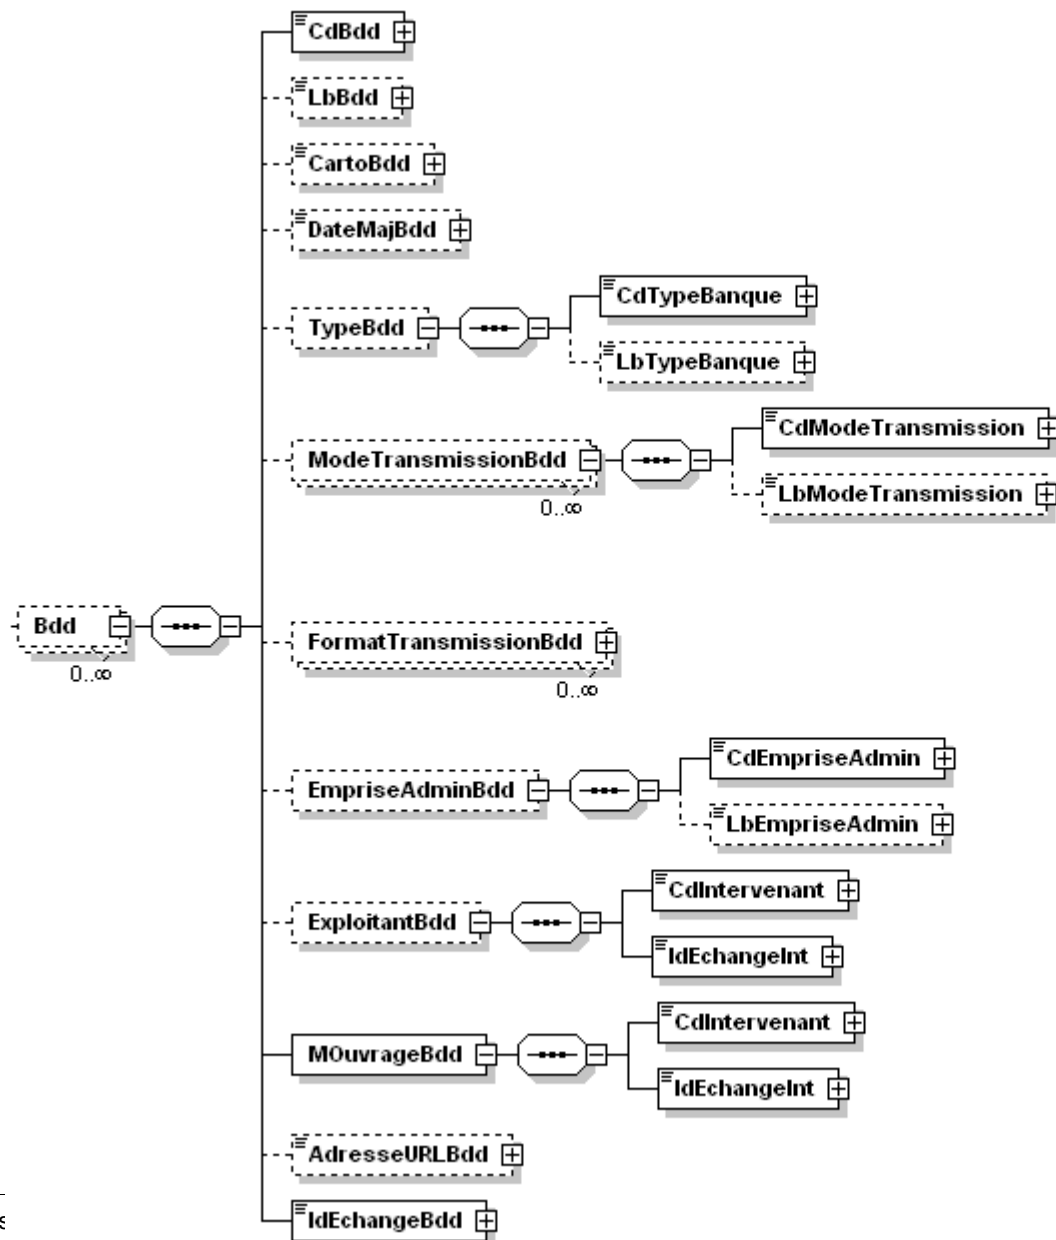 CdBdd
LbBdd
CartoBdd
DateMajBdd
TypeBdd
CdTypeBanque
LbTypeBanque
ModeTransmissionBdd
0..∞
CdModeTransmission
LbModeTransmission
Bdd
0..∞
FormatTransmissionBdd
0..∞
EmpriseAdminBdd
CdEmpriseAdmin
LbEmpriseAdmin
ExploitantBdd
CdIntervenant
IdEchangeInt
MOuvrageBdd
CdIntervenant
IdEchangeInt
AdresseURLBdd
IdEchangeBdd